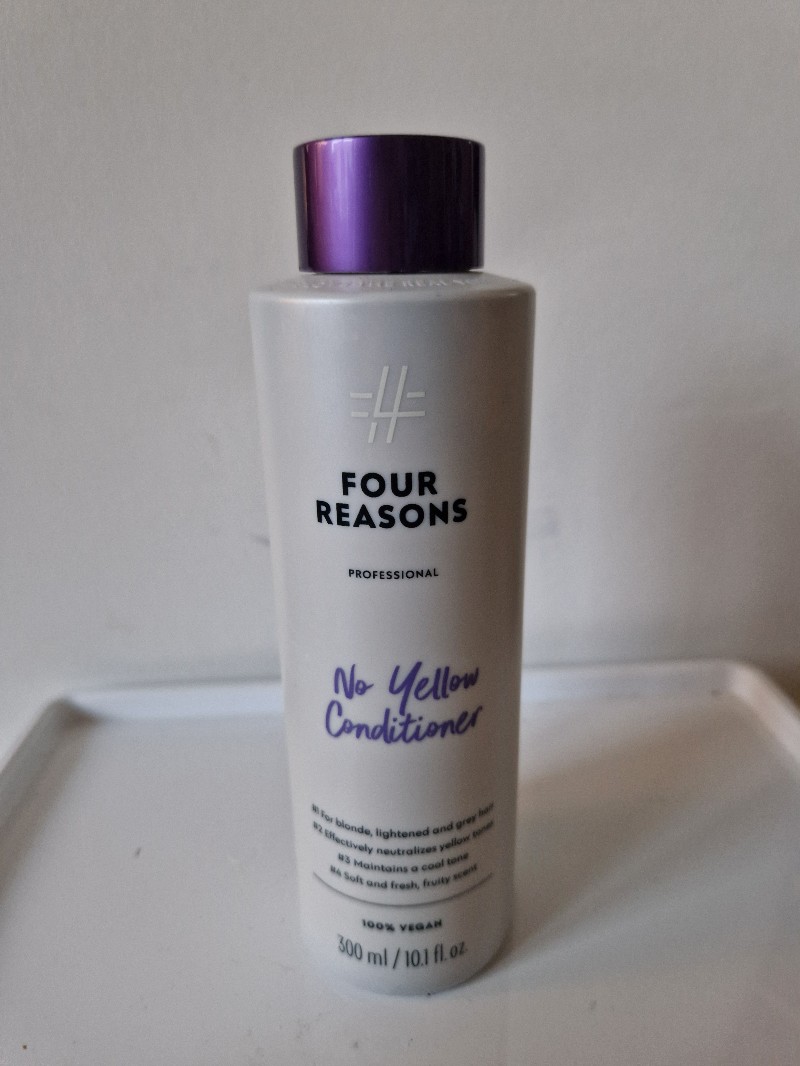 FOUR
REASONS
PROFESSIONAL
No Yellow
Conditioner
#1 For blonde, lightened and grey hair
#2 Effectively neutralizes yellow tones
#3 Maintains a cool tone
#4 Soft and fresh, fruity scent
100% VEGAN
300 ml / 10.1 fl. oz.